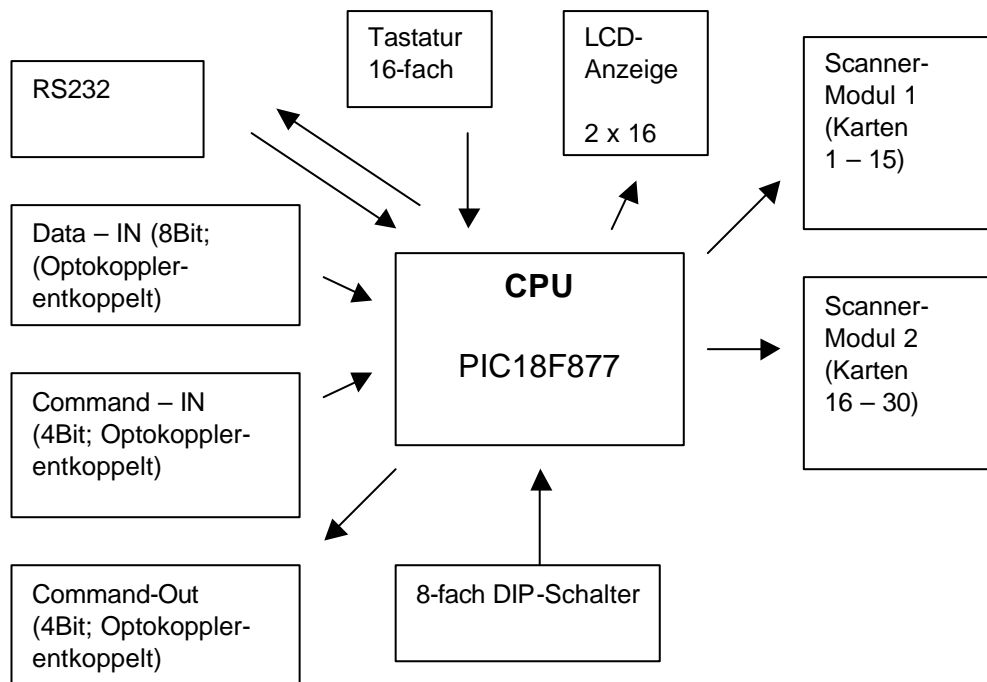 RS232
Tastatur
16-fach
LCD-
Anzeige
2 x 16
Scanner-
Modul 1
(Karten
1 – 15)
Data – IN (8Bit;
(Optokoppler-
entkoppelt)
CPU
PIC18F877
Scanner-
Modul 2
(Karten
16 – 30)
Command – IN
(4Bit; Optokoppler-
entkoppelt)
Command-Out
(4Bit; Optokoppler-
entkoppelt)
8-fach DIP-Schalter